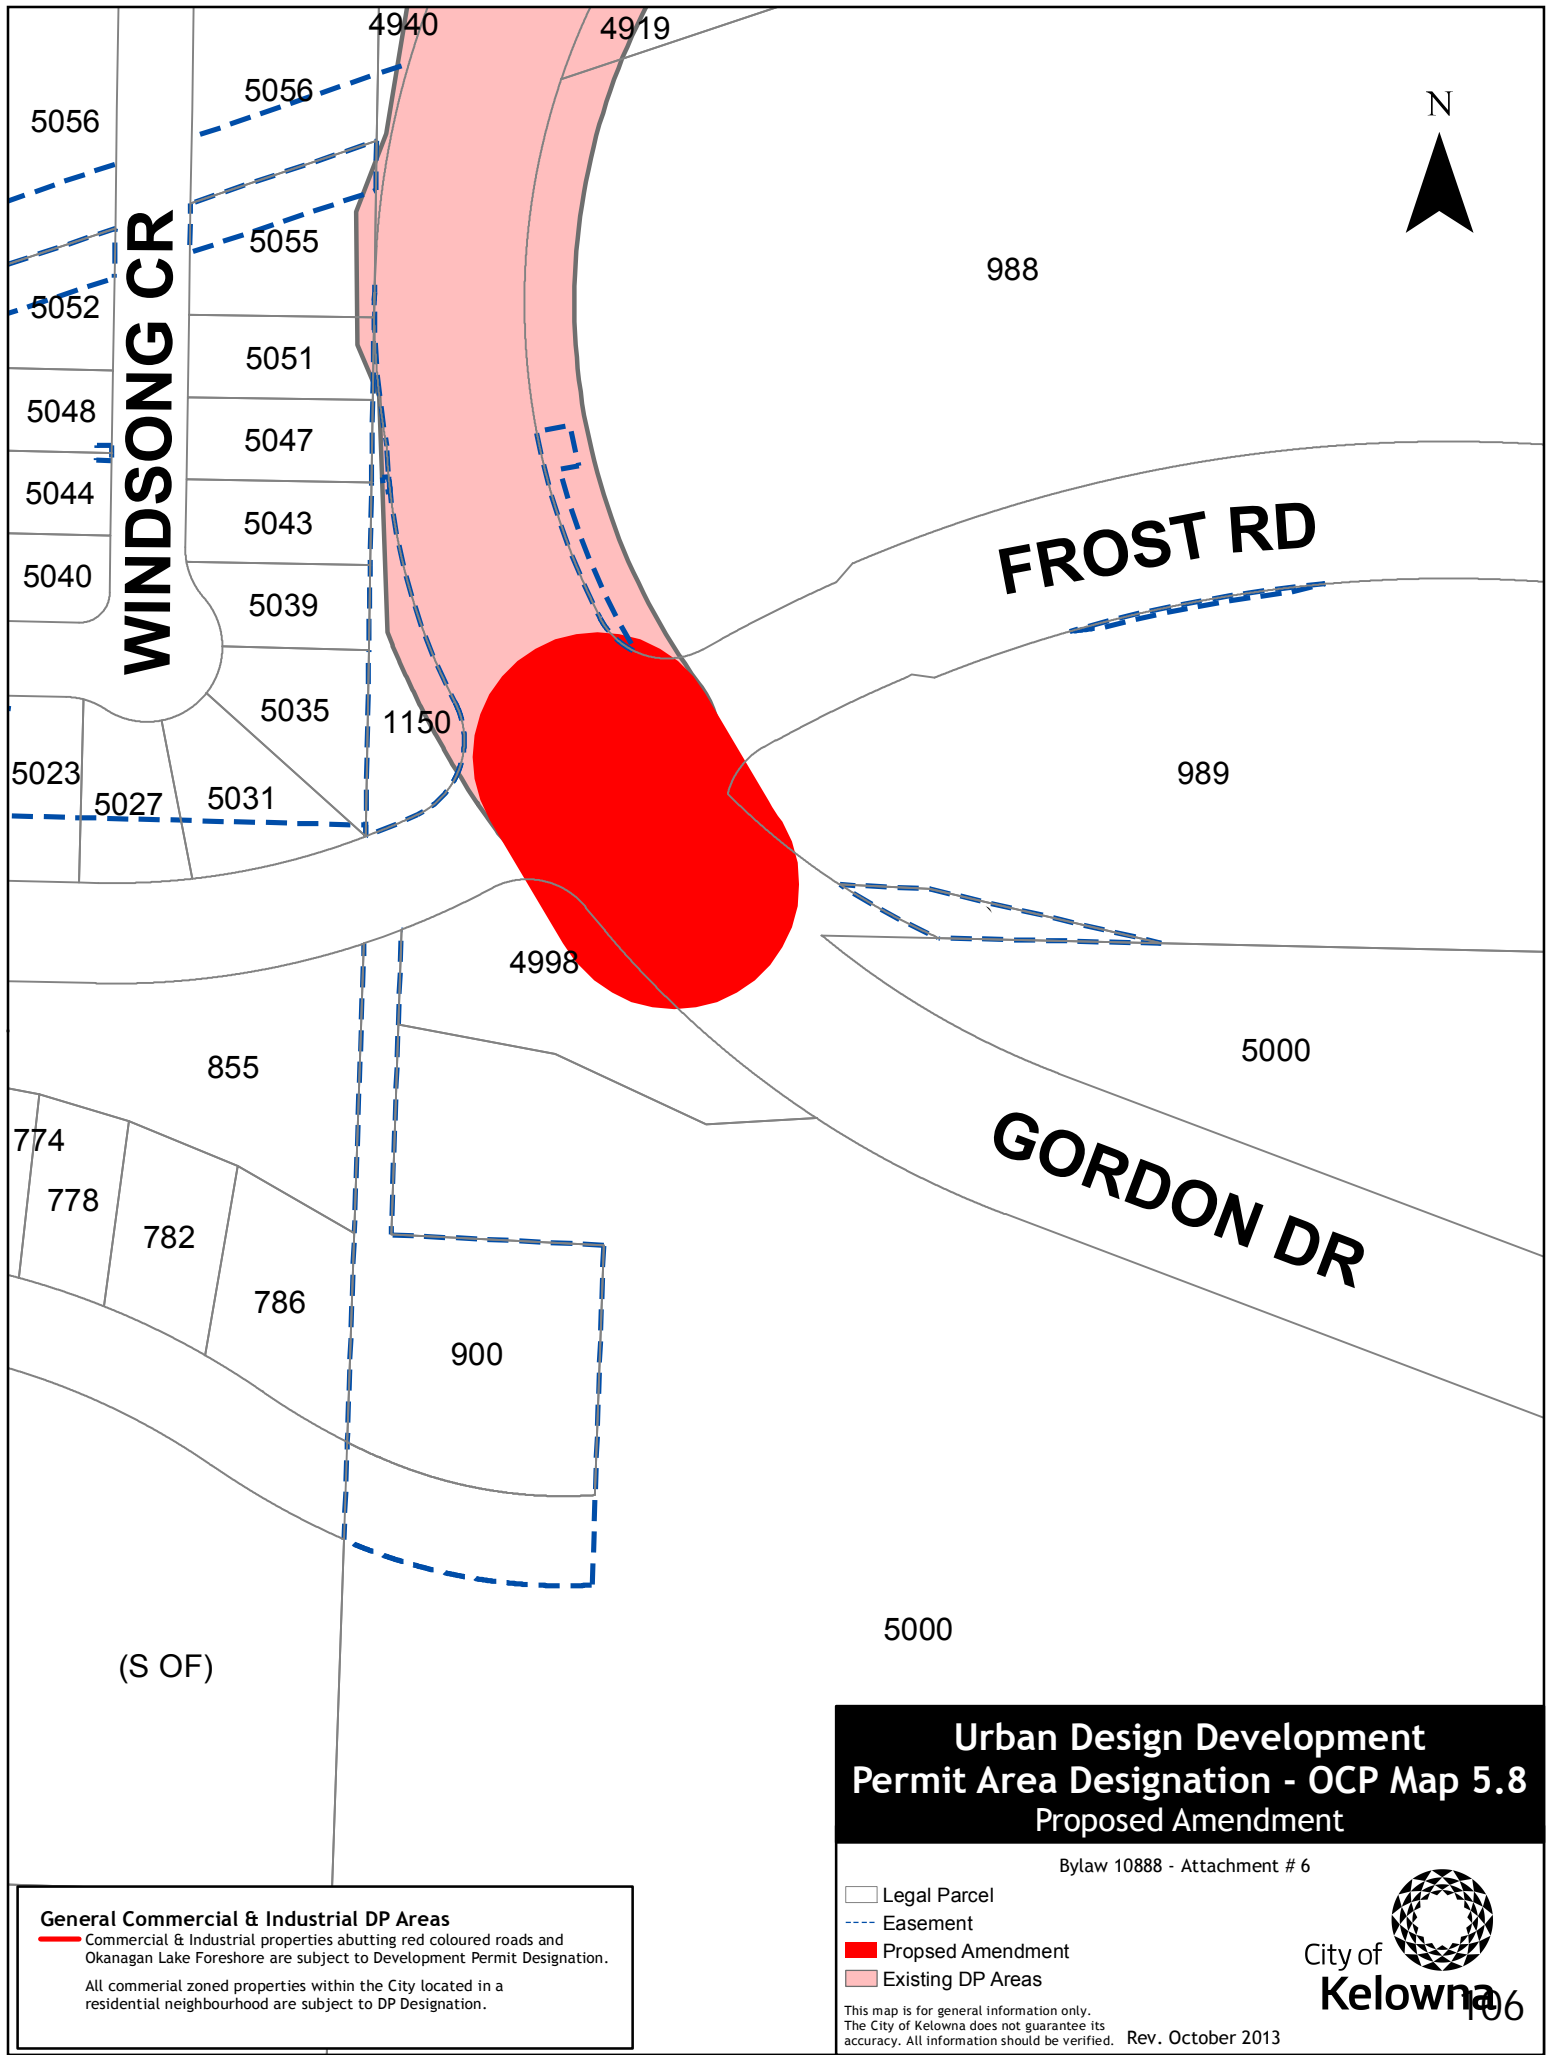 4940
4919
5056
5056
N
5055
988
5052
WINDSONG CR
5051
5048
5047
5044
5043
FROST RD
5040
5039
5035
1150
5023
5027
5031
989
4998
855
5000
774
778
782
786
GORDON DR
900
5000
(S OF)
Urban Design Development
Permit Area Designation - OCP Map 5.8
Proposed Amendment
Bylaw 10888 - Attachment # 6
Legal Parcel
Easement
Propsed Amendment
Existing DP Areas
This map is for general information only.
The City of Kelowna does not guarantee its
accuracy. All information should be verified.
Rev. October 2013
City of
Kelowna
106
General Commercial & Industrial DP Areas
Commercial & Industrial properties abutting red coloured roads and
Okanagan Lake Foreshore are subject to Development Permit Designation.
All commerial zoned properties within the City located in a
residential neighbourhood are subject to DP Designation.